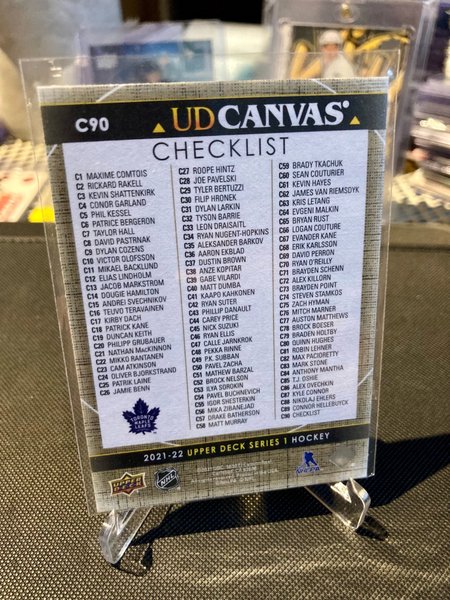 C90
UD CANVAS
CHECKLIST
C1 MAXIME COMTOIS
C2 RICKARD RAKELL
C3 KEVIN SHATTENKIRK
C4 CONOR GARLAND
C5 PHIL KESSEL
C6 PATRICE BERGERON
C7 TAYLOR HALL
C8 DAVID PASTRNAK
C9 DYLAN COZENS
C10 VICTOR OLOFSSON
C11 MIKAEL BACKLUND
C12 ELIAS LINDHOLM
C13 JACOB MARKSTROM
C14 DOUGIE HAMILTON
C15 ANDREI SVECHNIKOV
C16 TEUVO TERAVAINEN
C17 KIRBY DACH
C18 PATRICK KANE
C19 DUNCAN KEITH
C20 PHILIPP GRUBAUER
C21 NATHAN MacKINNON
C22 MIKKO RANTANEN
C23 CAM ATKINSON
C24 OLIVER BJORKSTRAND
C25 PATRIK LAINE
C26 JAMIE BENN
C27 ROOPE HINTZ
C28 JOE PAVELSKI
C29 TYLER BERTUZZI
C30 FILIP HRONEK
C31 DYLAN LARKIN
C32 TYSON BARRIE
C33 LEON DRAISAITL
C34 RYAN NUGENT-HOPKINS
C35 ALEKSANDER BARKOV
C36 AARON EKBLAD
C37 DUSTIN BROWN
C38 ANZE KOPITAR
C39 GABE VILARDI
C40 MATT DUMBA
C41 KAAPO KAHKONEN
C42 RYAN SUTER
C43 PHILLIP DANAULT
C44 CAREY PRICE
C45 NICK SUZUKI
C46 RYAN ELLIS
C47 CALLE JARNKROK
C48 PEKKA RINNE
C49 P.K. SUBBAN
C50 PAVEL ZACHA
C51 MATHEW BARZAL
C52 BROCK NELSON
C53 ILYA SOROKIN
C54 PAVEL BUCHNEVICH
C55 IGOR SHESTERKIN
C56 MIKA ZIBANEJAD
C57 DRAKE BATHERSON
C58 MATT MURRAY
C59 BRADY TKACHUK
C60 SEAN COUTURIER
C61 KEVIN HAYES
C62 JAMES VAN RIEMSDYK
C63 KRIS LETANG
C64 EVGENI MALKIN
C65 BRYAN RUST
C66 LOGAN COUTURE
C67 EVANDER KANE
C68 ERIK KARLSSON
C69 DAVID PERRON
C70 RYAN O'REILLY
C71 BRAYDEN SCHENN
C72 ALEX KILLORN
C73 BRAYDEN POINT
C74 STEVEN STAMKOS
C75 ZACH HYMAN
C76 MITCH MARNER
C77 AUSTON MATTHEWS
C78 BROCK BOESER
C79 BRADEN HOLTBY
C80 QUINN HUGHES
C81 ROBIN LEHNER
C82 MAX PACIORETTY
C83 MARK STONE
C84 ANTHONY MANTHA
C85 T.J. OSHIE
C86 ALEX OVECHKIN
C87 KYLE CONNOR
C88 NIKOLAJ EHLERS
C89 CONNOR HELLEBUYCK
C90 CHECKLIST
TORONTO
MAPLE
LEAFS
2021-22 UPPER DECK SERIES 1 HOCKEY
UPPER DECK
NHL
NHLPA